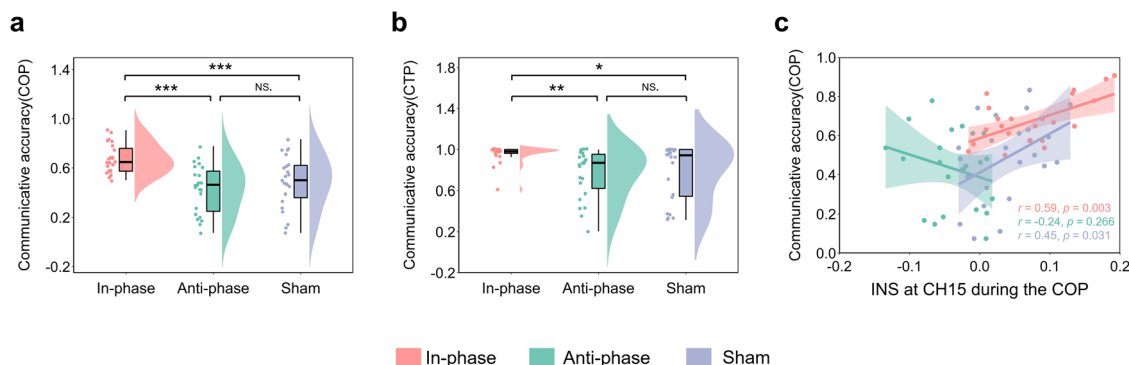 a
Communicative accuracy(COP)
1.4
1.0
0.6
0.2
-0.2
***
***
NS.
In-phase
Anti-phase
Sham
b
Communicative accuracy(CTP)
1.8
1.4
1.0
0.6
0.2
-0.2
*
**
NS.
In-phase
Anti-phase
Sham
c
Communicative accuracy(COP)
1.0
0.8
0.6
0.4
0.2
0.0
r = 0.59, p = 0.003
r = -0.24, p = 0.266
r = 0.45, p = 0.031
-0.2
-0.1
0.0
0.1
0.2
INS at CH15 during the COP
In-phase
Anti-phase
Sham